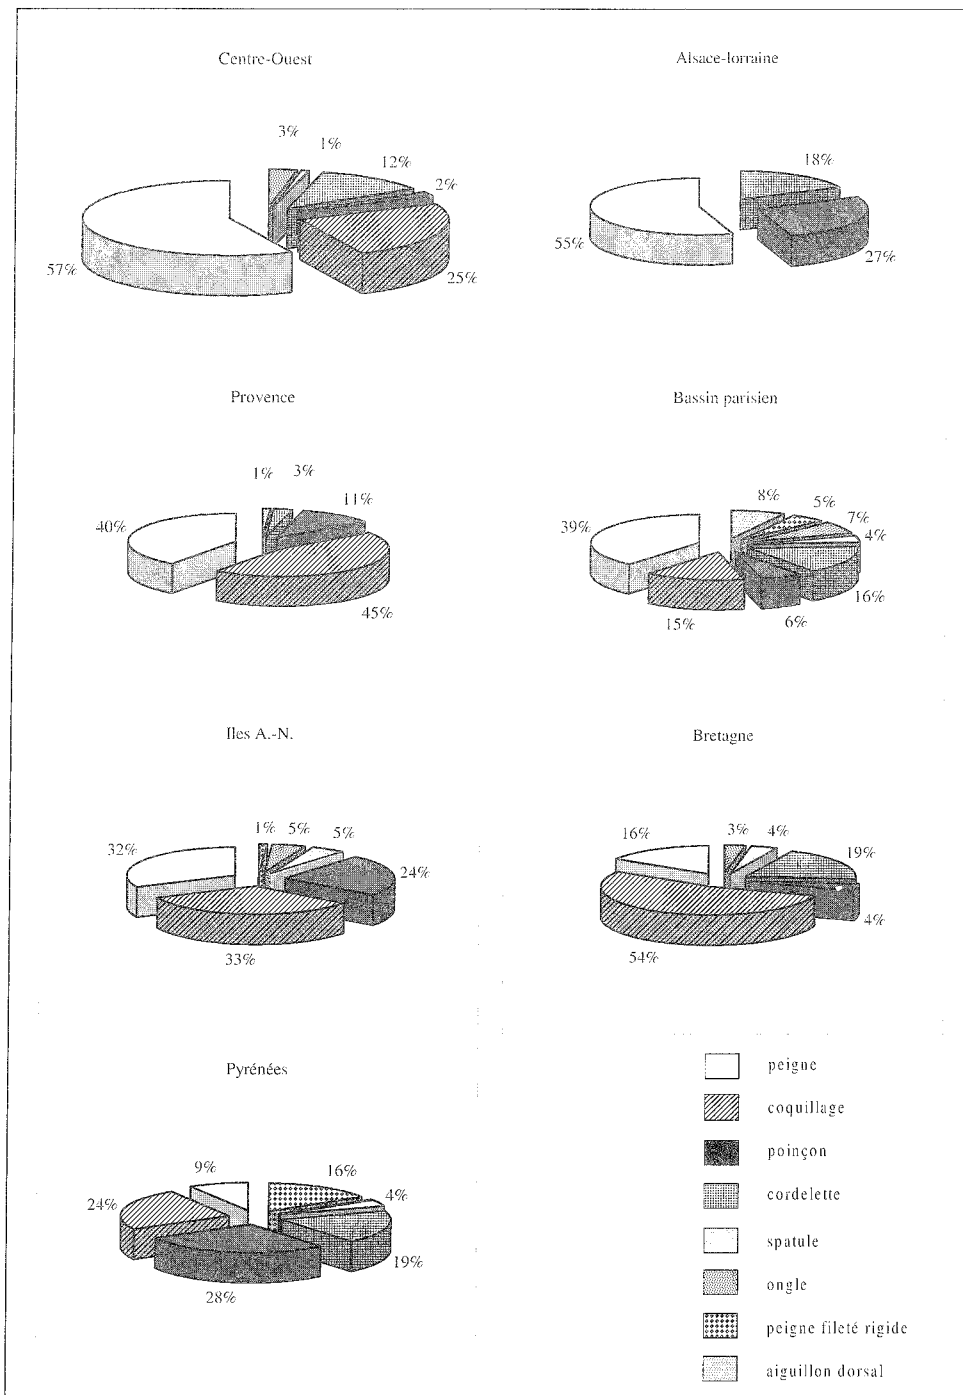 Centre-Ouest
3%
1%
12%
2%
25%
57%
Alsace-lorraine
18%
27%
55%
Provence
1%
3%
11%
45%
40%
Bassin parisien
8%
5%
7%
4%
16%
6%
15%
39%
Iles A.-N.
1%
5%
5%
24%
33%
32%
Bretagne
3%
4%
19%
4%
54%
16%
Pyrénées
16%
4%
19%
28%
24%
9%
peigne
coquillage
poinçon
cordelette
spatule
ongle
peigne fileté rigide
aiguillon dorsal